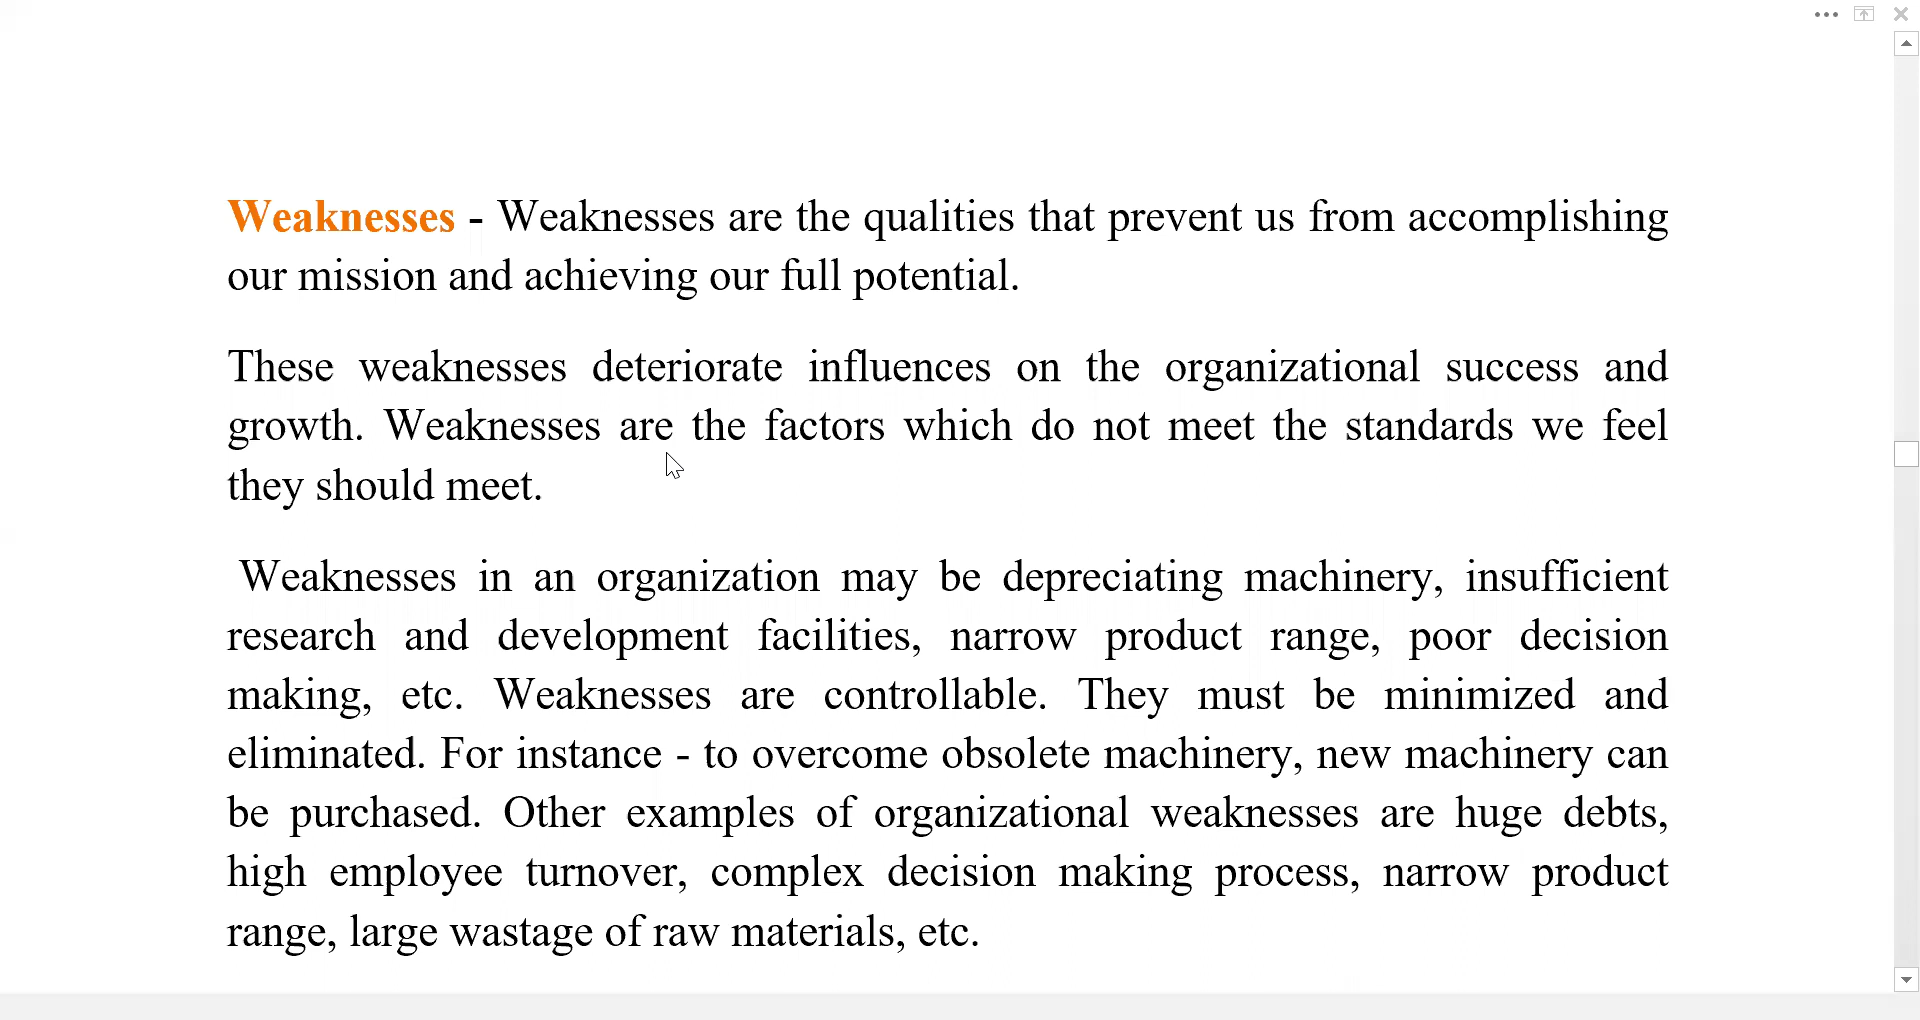 Weaknesses - Weaknesses are the qualities that prevent us from accomplishing
our mission and achieving our full potential.
These weaknesses deteriorate influences on the organizational success and
growth. Weaknesses are the factors which do not meet the standards we feel
they should meet.
Weaknesses in an organization may be depreciating machinery, insufficient
research and development facilities, narrow product range, poor decision
making, etc. Weaknesses are controllable. They must be minimized and
eliminated. For instance - to overcome obsolete machinery, new machinery can
be purchased. Other examples of organizational weaknesses are huge debts,
high employee turnover, complex decision making process, narrow product
range, large wastage of raw materials, etc.